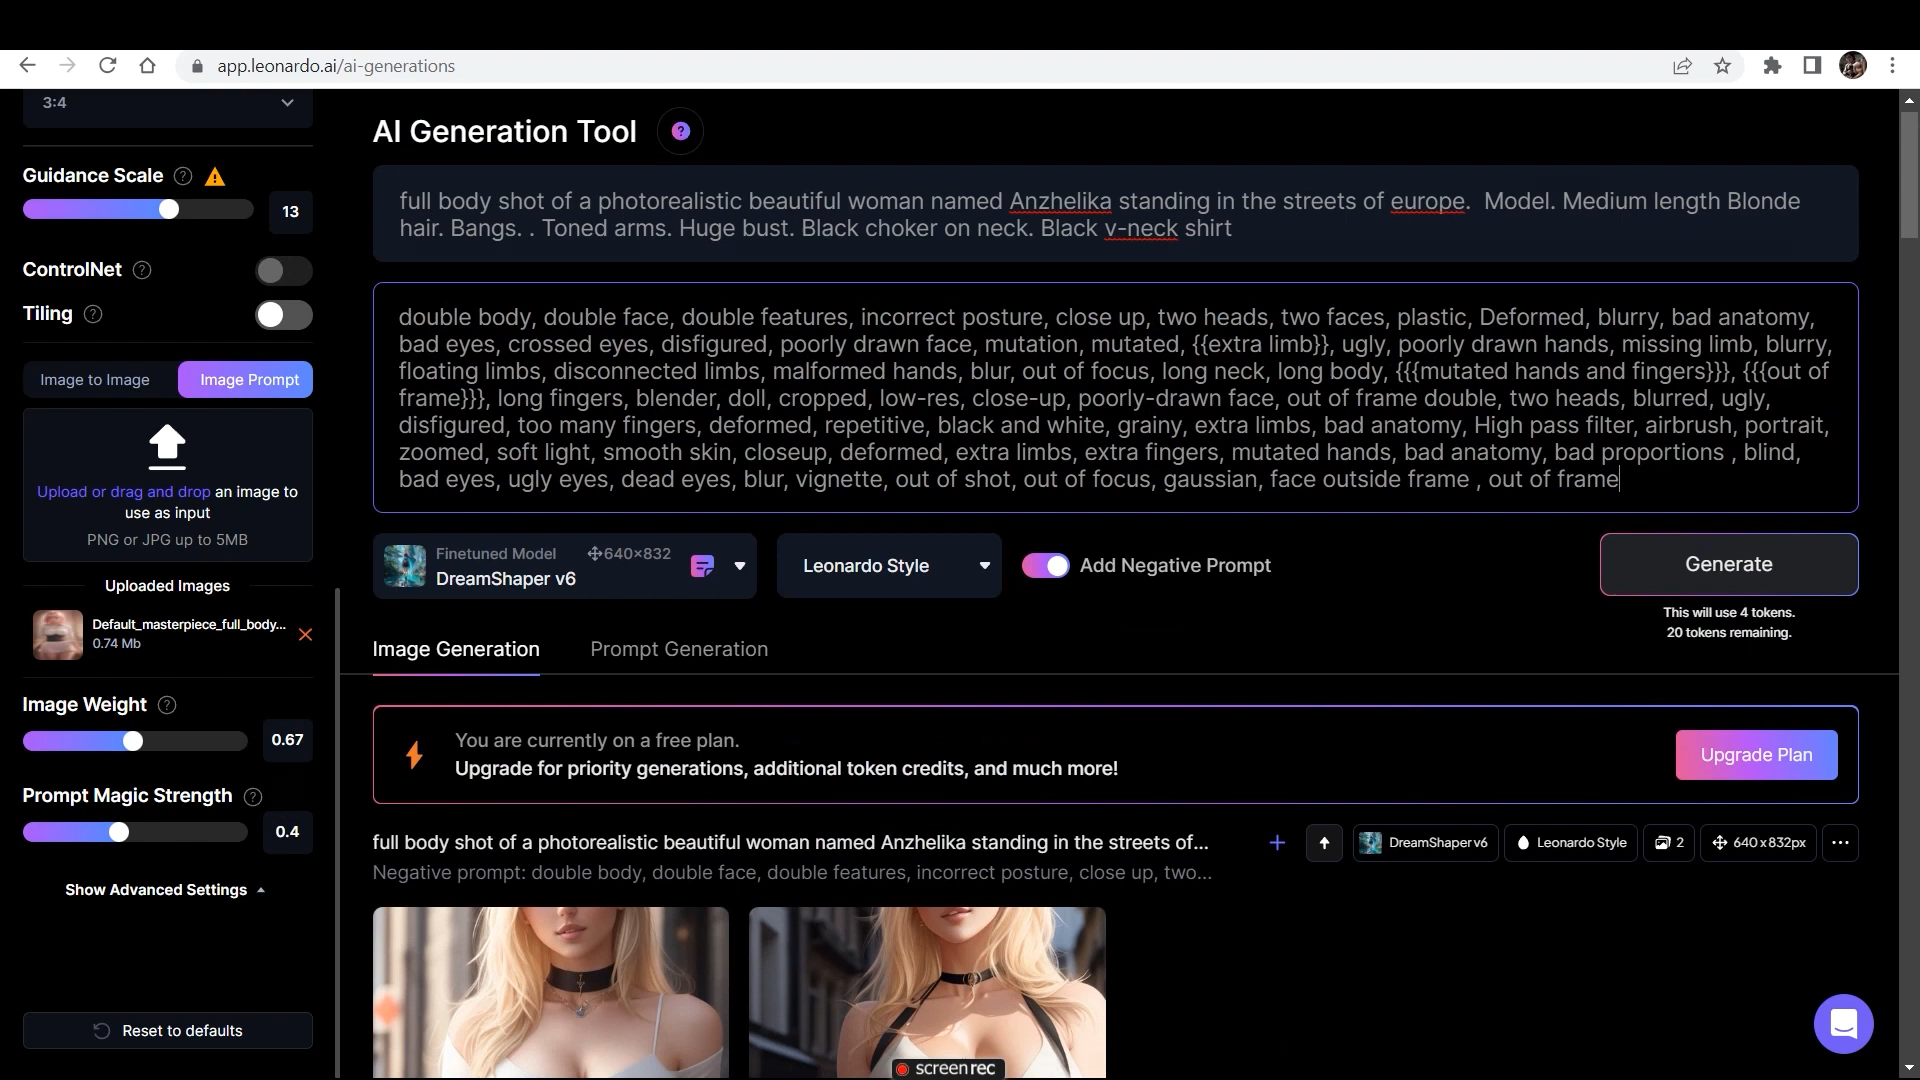 app.leonardo.ai/ai-generations
3:4
Guidance Scale
13
ControlNet
Tiling
Image to Image
Image Prompt
Upload or drag and drop an image to
use as input
PNG or JPG up to 5MB
Uploaded Images
Default_masterpiece_full_body...
0.74 Mb
Image Weight
0.67
Prompt Magic Strength
0.4
Show Advanced Settings
Reset to defaults
AI Generation Tool
full body shot of a photorealistic beautiful woman named Anzhelika standing in the streets of europe.  Model. Medium length Blonde
hair. Bangs. . Toned arms. Huge bust. Black choker on neck. Black v-neck shirt
double body, double face, double features, incorrect posture, close up, two heads, two faces, plastic, Deformed, blurry, bad anatomy,
bad eyes, crossed eyes, disfigured, poorly drawn face, mutation, mutated, {{extra limb}}, ugly, poorly drawn hands, missing limb, blurry,
floating limbs, disconnected limbs, malformed hands, blur, out of focus, long neck, long body, {{{mutated hands and fingers}}}, {{{out of
frame}}}, long fingers, blender, doll, cropped, low-res, close-up, poorly-drawn face, out of frame double, two heads, blurred, ugly,
disfigured, too many fingers, deformed, repetitive, black and white, grainy, extra limbs, bad anatomy, High pass filter, airbrush, portrait,
zoomed, soft light, smooth skin, closeup, deformed, extra limbs, extra fingers, mutated hands, bad anatomy, bad proportions , blind,
bad eyes, ugly eyes, dead eyes, blur, vignette, out of shot, out of focus, gaussian, face outside frame , out of frame
Finetuned Model
640×832
DreamShaper v6
Leonardo Style
Add Negative Prompt
Generate
This will use 4 tokens.
20 tokens remaining.
Image Generation
Prompt Generation
You are currently on a free plan.
Upgrade for priority generations, additional token credits, and much more!
Upgrade Plan
full body shot of a photorealistic beautiful woman named Anzhelika standing in the streets of...
DreamShaper v6
Leonardo Style
2
640 x 832px
Negative prompt: double body, double face, double features, incorrect posture, close up, two...
screenrec